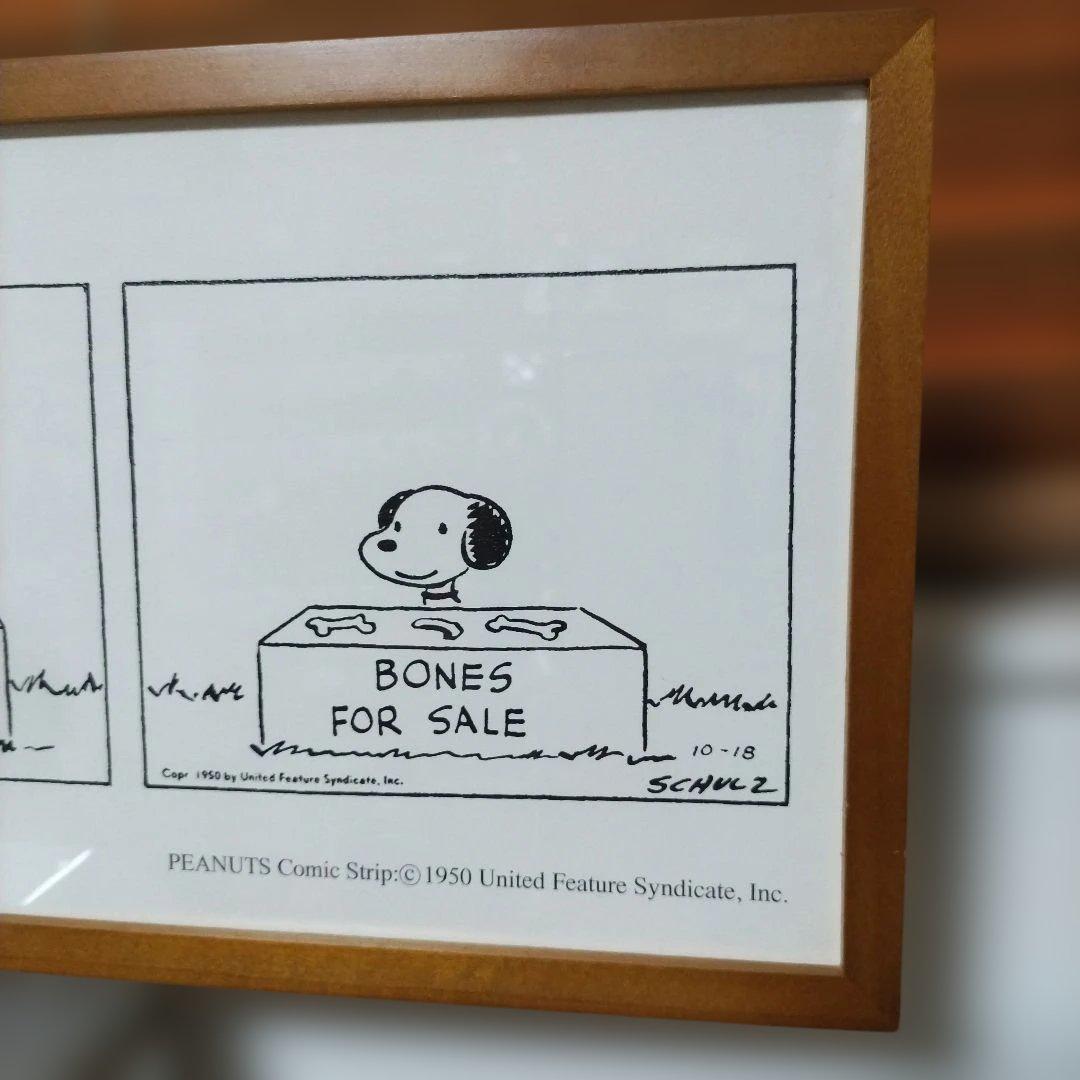 BONES
FOR SALE
10-18
Copr 1950 by United Feature Syndicate, Inc.
SCHULZ
PEANUTS Comic Strip:©1950 United Feature Syndicate, Inc.